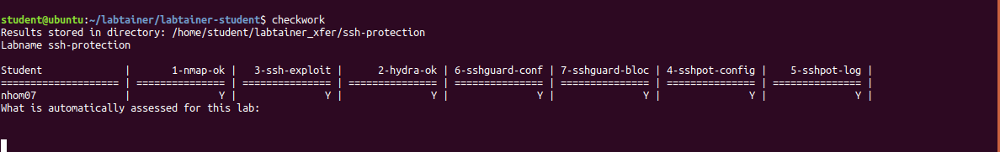 student@ubuntu:~/labtainer/labtainer-student$ checkwork
Results stored in directory: /home/student/labtainer_xfer/ssh-protection
Labname ssh-protection
Student | 1-nmap-ok | 3-ssh-exploit | 2-hydra-ok | 6-sshguard-conf | 7-sshguard-bloc | 4-sshpot-config | 5-sshpot-log |
===================== | =============== | =============== | =============== | =============== | =============== | =============== | =============== |
nhom07 | Y | Y | Y | Y | Y | Y | Y |
What is automatically assessed for this lab: